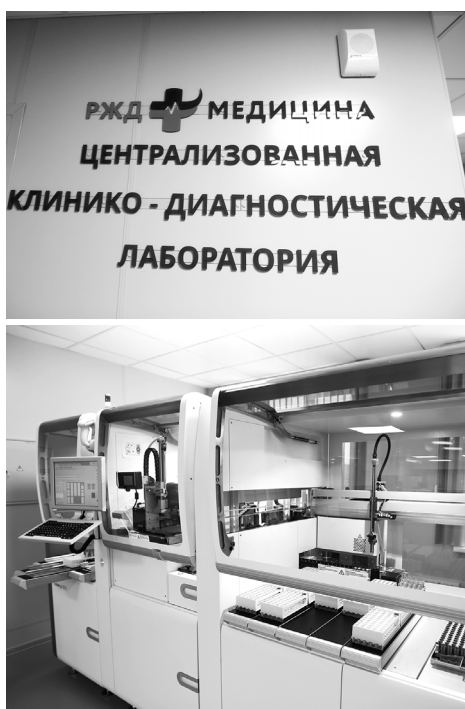 РЖД МЕДИЦИНА
ЦЕНТРАЛИЗОВАННАЯ
КЛИНИКО - ДИАГНОСТИЧЕСКАЯ
ЛАБОРАТОРИЯ